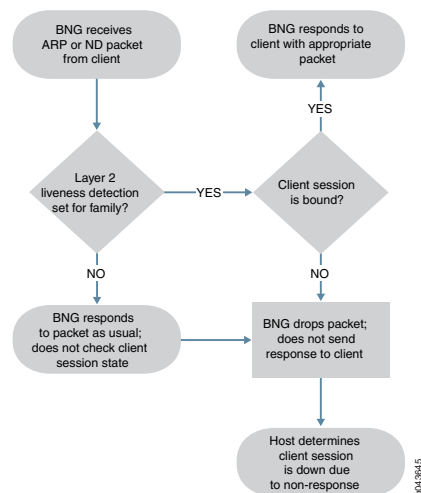 BNG receives
ARP or ND packet
from client
BNG responds to
client with appropriate
packet
YES
Layer 2
liveness detection
set for family?
YES
Client session
is bound?
NO
NO
BNG responds
to packet as usual;
does not check client
session state
BNG drops packet;
does not send
response to client
Host determines
client session
is down due
to non-response
g043645